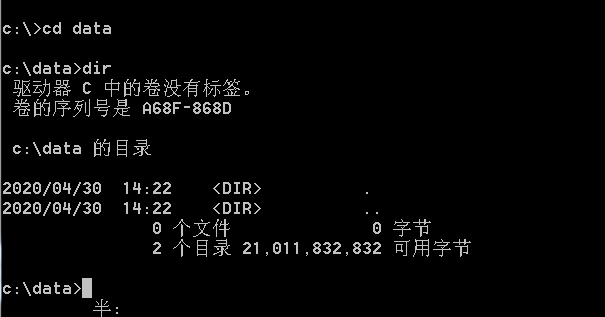 c:\>cd data
c:\data>dir
驱动器 C 中的卷没有标签。
卷的序列号是 A68F-868D
c:\data 的目录
2020/04/30  14:22    <DIR>          .
2020/04/30  14:22    <DIR>          ..
0 个文件              0 字节
2 个目录 21,011,832,832 可用字节
c:\data>
半: